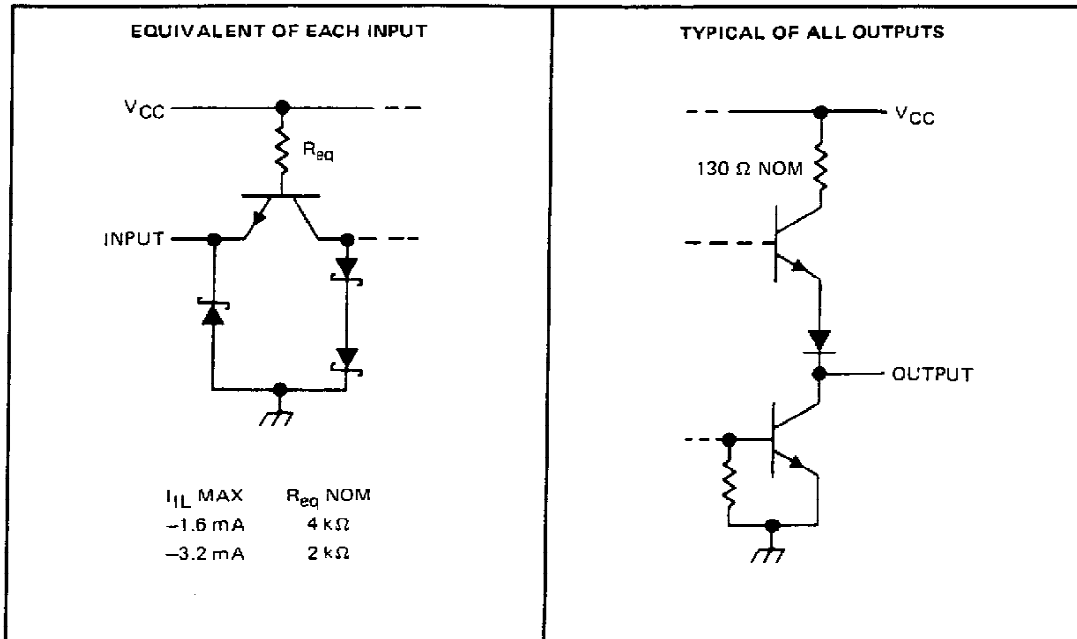 EQUIVALENT OF EACH INPUT
VCC
Req
INPUT
IIL MAX Req NOM
−1.6 mA 4 kΩ
−3.2 mA 2 kΩ
TYPICAL OF ALL OUTPUTS
VCC
130 Ω NOM
OUTPUT